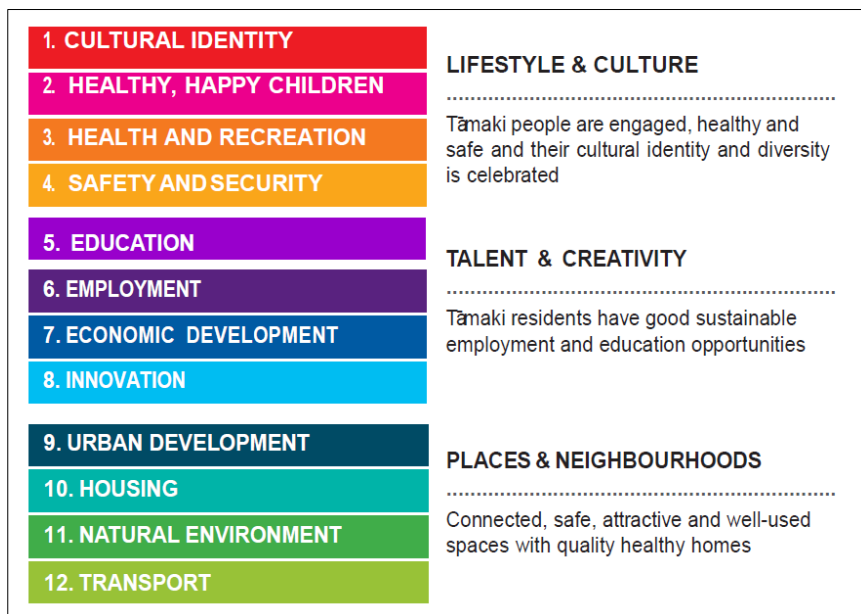 1. CULTURAL IDENTITY
2. HEALTHY, HAPPY CHILDREN
3. HEALTH AND RECREATION
4. SAFETY AND SECURITY
LIFESTYLE & CULTURE
Tāmaki people are engaged, healthy and
safe and their cultural identity and diversity
is celebrated
5. EDUCATION
6. EMPLOYMENT
7. ECONOMIC DEVELOPMENT
8. INNOVATION
TALENT & CREATIVITY
Tāmaki residents have good sustainable
employment and education opportunities
9. URBAN DEVELOPMENT
10. HOUSING
11. NATURAL ENVIRONMENT
12. TRANSPORT
PLACES & NEIGHBOURHOODS
Connected, safe, attractive and well-used
spaces with quality healthy homes